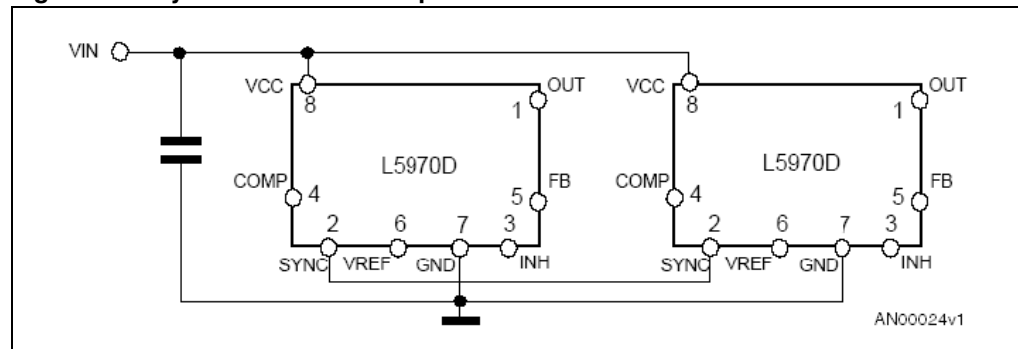 VIN
VCC
8
OUT
1
L5970D
COMP
4
FB
5
2
6
7
3
SYNC
VREF
GND
INH
VCC
8
OUT
1
L5970D
COMP
4
FB
5
2
6
7
3
SYNC
VREF
GND
INH
AN00024v1